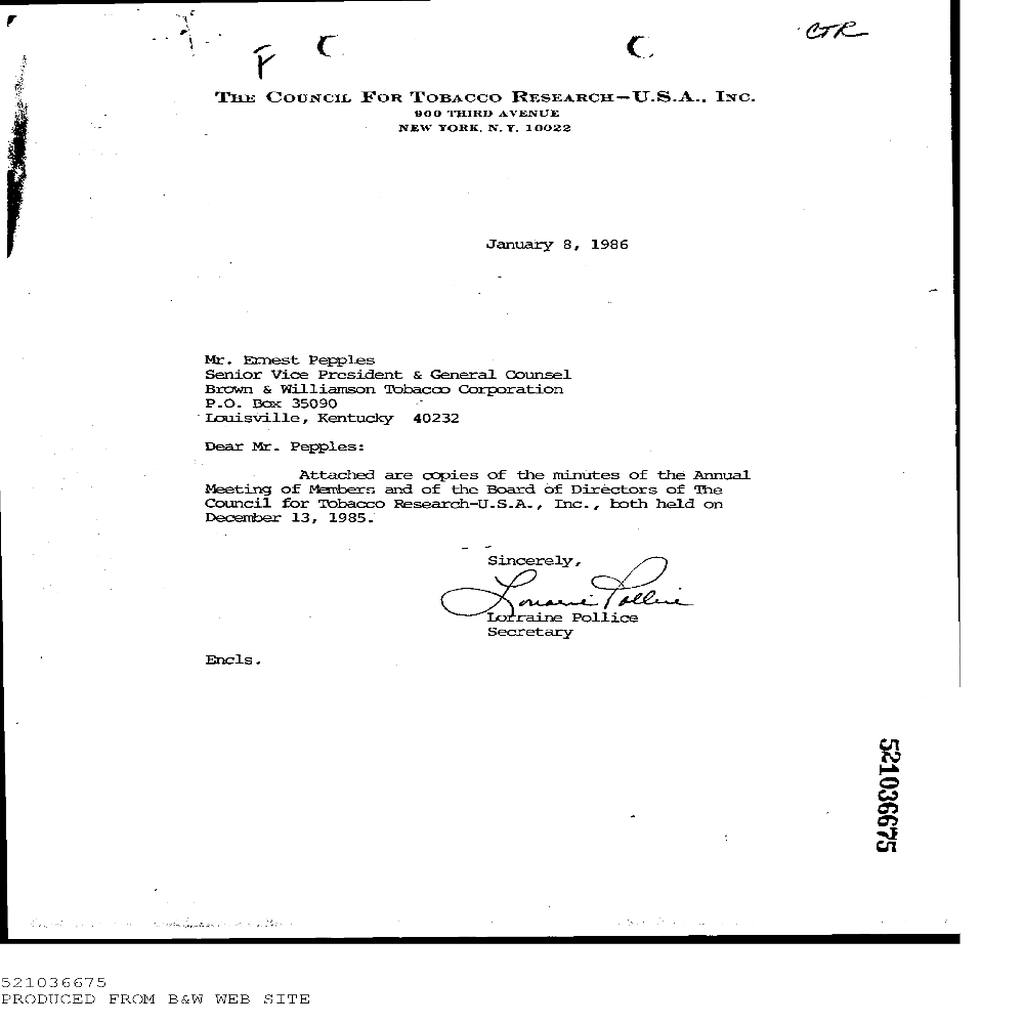 CTR
F
THE COUNCIL FOR TOBACCO RESEARCH—U.S.A., INC.
900 THIRD AVENUE
NEW YORK, N. Y. 10022
January 8, 1986
Mr. Ernest Pepples
Senior Vice President & General Counsel
Brown & Williamson Tobacco Corporation
P.O. Box 35090
Louisville, Kentucky 40232
Dear Mr. Pepples:
Attached are copies of the minutes of the Annual
Meeting of Members and of the Board of Directors of The
Council for Tobacco Research-U.S.A., Inc., both held on
December 13, 1985.
Sincerely,
Lorraine Pollice
Lorraine Pollice
Secretary
Encls.
521036675
521036675
PRODUCED FROM B&W WEB SITE